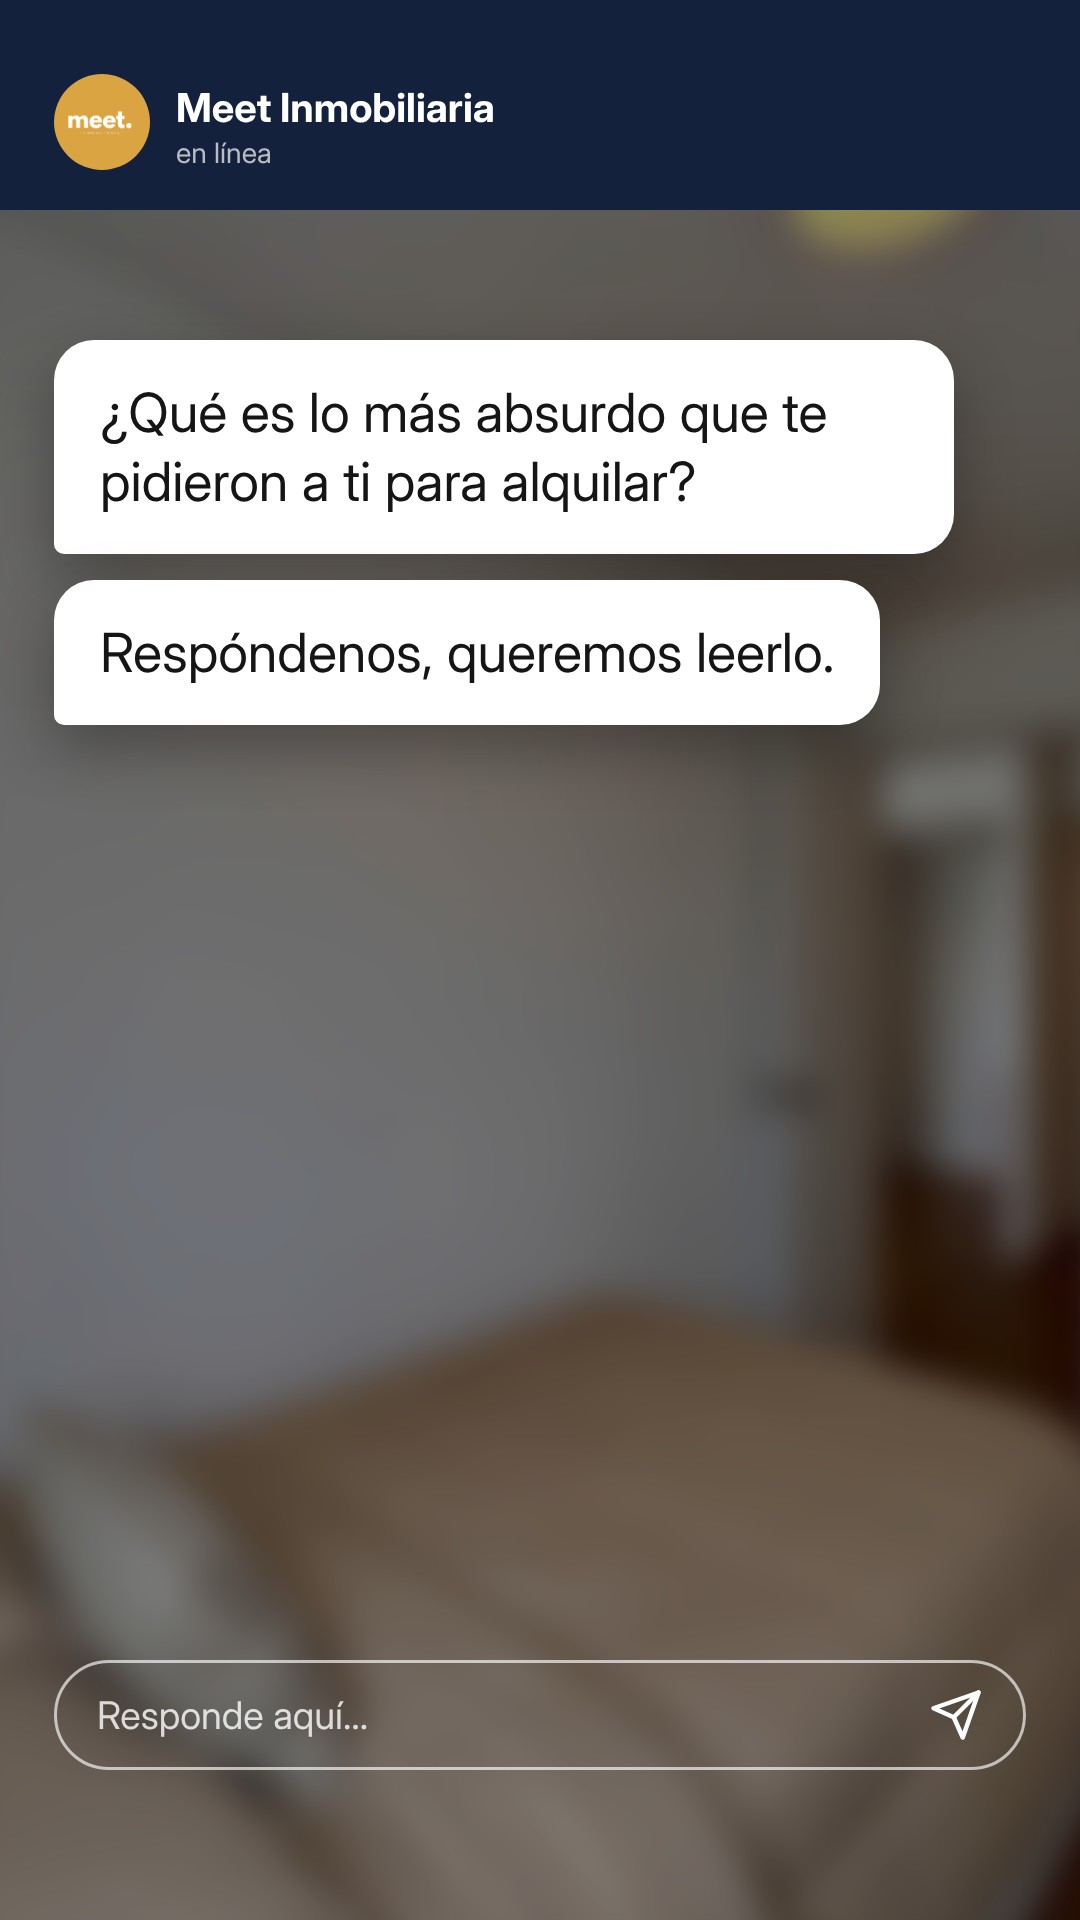 meet.
Meet Inmobiliaria
en línea
¿Qué es lo más absurdo que te
pidieron a ti para alquilar?
Respóndenos, queremos leerlo.
Responde aquí...